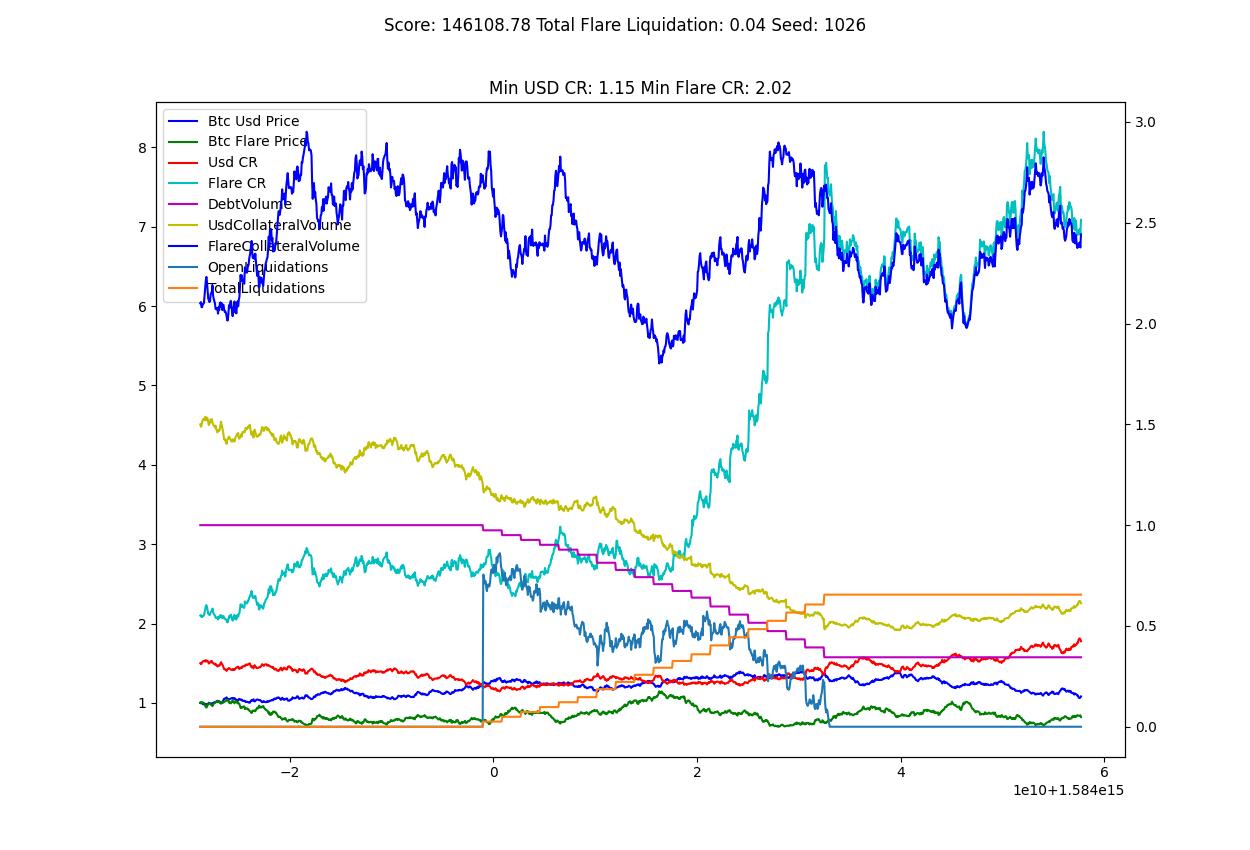 Score: 146108.78 Total Flare Liquidation: 0.04 Seed: 1026
Min USD CR: 1.15 Min Flare CR: 2.02
Btc Usd Price
Btc Flare Price
Usd CR
Flare CR
DebtVolume
UsdCollateralVolume
FlareCollateralVolume
OpenLiquidations
TotalLiquidations
8
7
6
5
4
3
2
1
3.0
2.5
2.0
1.5
1.0
0.5
0.0
−2
0
2
4
6
1e10+1.584e15